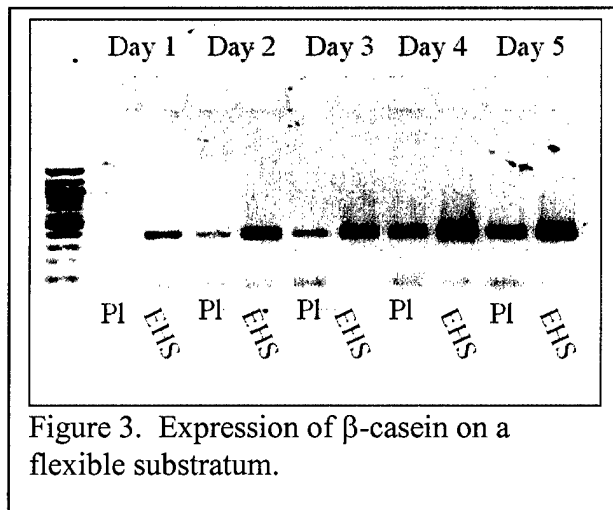 Day 1 Day 2 Day 3 Day 4 Day 5
Pl EHS Pl EHS Pl EHS Pl EHS Pl EHS
Figure 3. Expression of β-casein on a
flexible substratum.